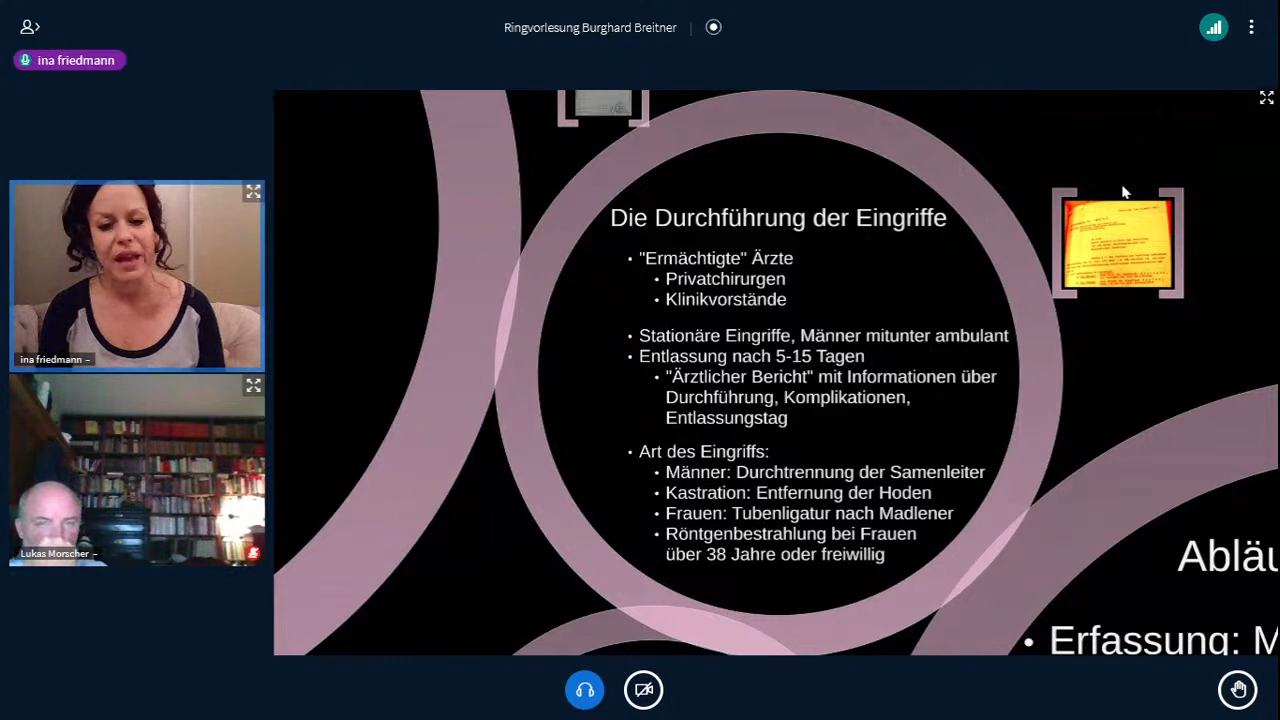 Ringvorlesung Burghard Breitner
ina friedmann
ina friedmann –
Lukas Morscher –
Die Durchführung der Eingriffe
• "Ermächtigte" Ärzte
• Privatchirurgen
• Klinikvorstände
• Stationäre Eingriffe, Männer mitunter ambulant
• Entlassung nach 5-15 Tagen
• "Ärztlicher Bericht" mit Informationen über
Durchführung, Komplikationen,
Entlassungstag
• Art des Eingriffs:
• Männer: Durchtrennung der Samenleiter
• Kastration: Entfernung der Hoden
• Frauen: Tubenligatur nach Madlener
• Röntgenbestrahlung bei Frauen
über 38 Jahre oder freiwillig
Abläu
• Erfassung: M